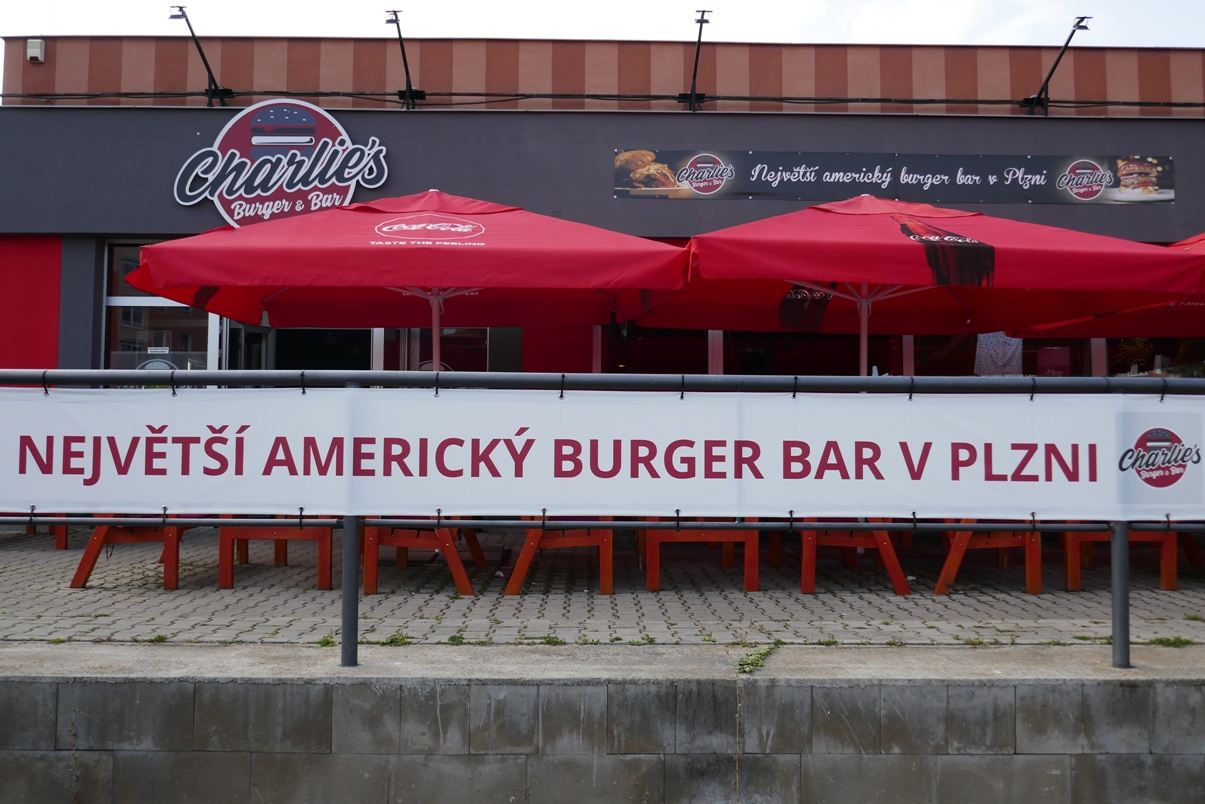 Charlie's
Burger & Bar
Charlie's
Burger & Bar
Největší americký burger bar v Plzni
Charlie's
Burger & Bar
Coca-Cola
TASTE THE FEELING
Coca-Cola
NEJVĚTŠÍ AMERICKÝ BURGER BAR V PLZNI
Charlie's
Burger & Bar